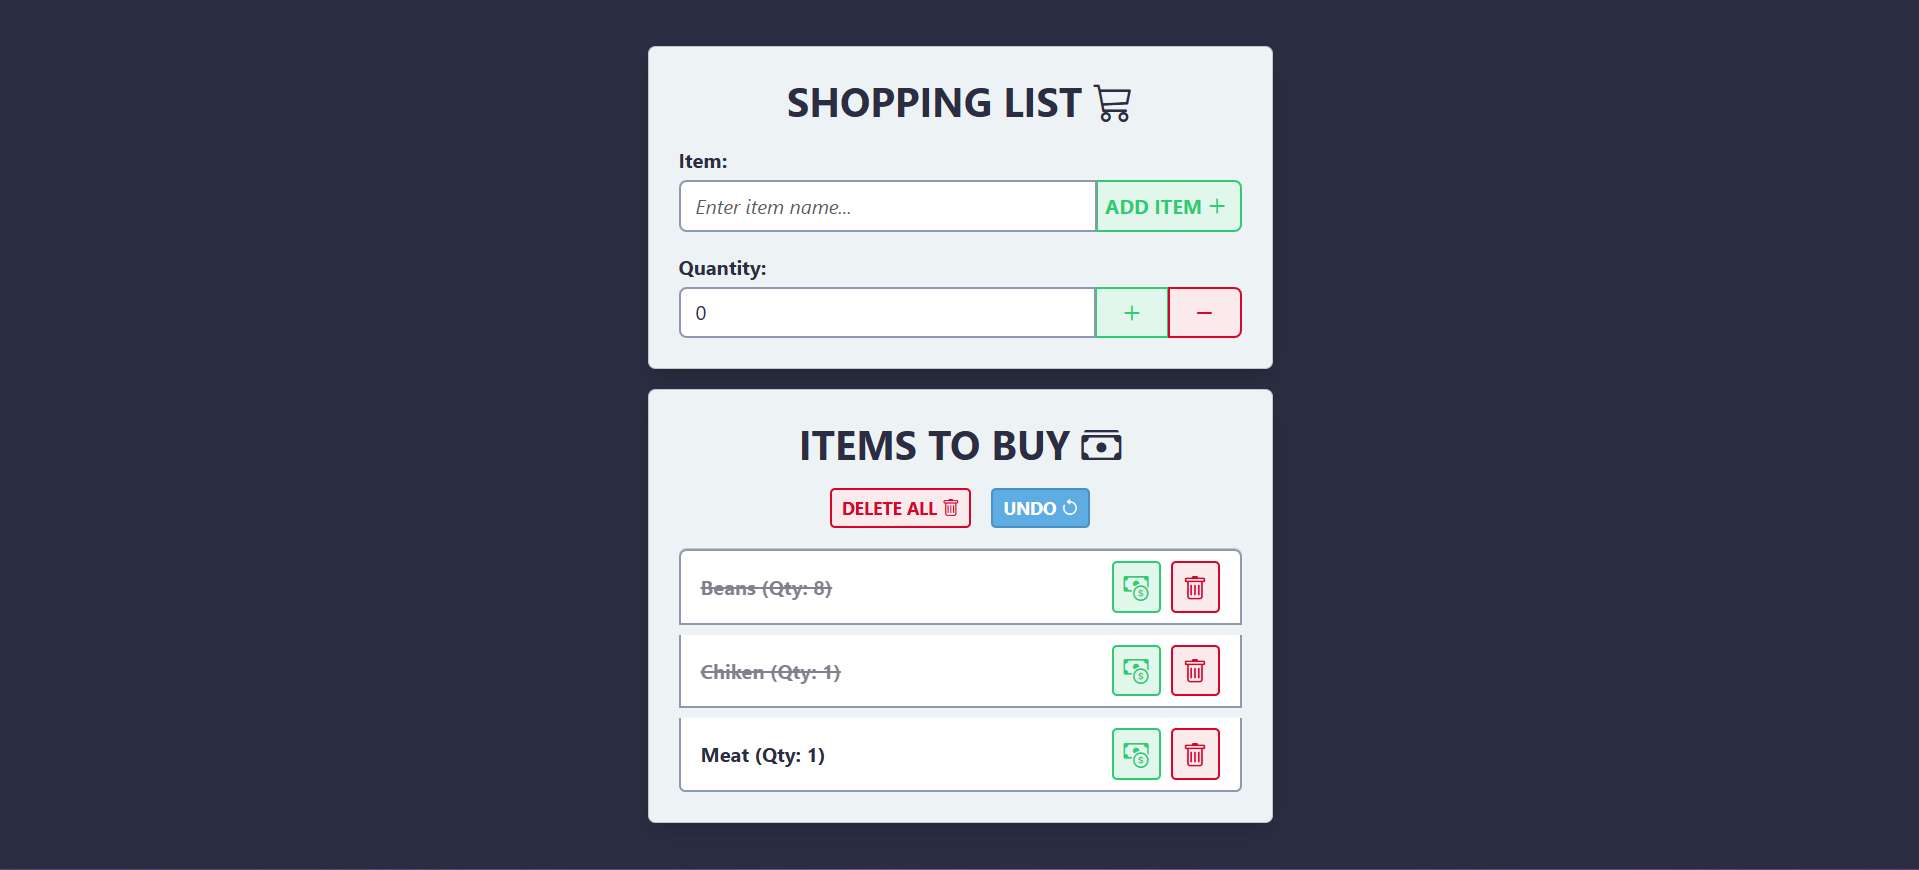 SHOPPING LIST
Item:
Enter item name...
ADD ITEM +
Quantity:
0
+ −
ITEMS TO BUY
DELETE ALL
UNDO
Beans (Qty: 8)
Chiken (Qty: 1)
Meat (Qty: 1)